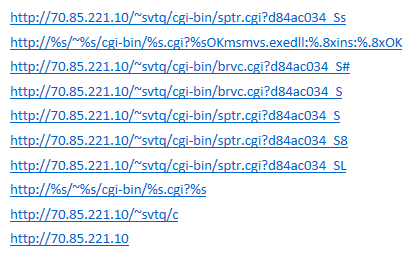 http://70.85.221.10/~svtq/cgi-bin/sptr.cgi?d84ac034_Ss
http://%s/~%s/cgi-bin/%s.cgi?%sOKmsmvs.exedll:%.8xins:%.8xOK
http://70.85.221.10/~svtq/cgi-bin/brvc.cgi?d84ac034_S#
http://70.85.221.10/~svtq/cgi-bin/brvc.cgi?d84ac034_S
http://70.85.221.10/~svtq/cgi-bin/sptr.cgi?d84ac034_S
http://70.85.221.10/~svtq/cgi-bin/sptr.cgi?d84ac034_S8
http://70.85.221.10/~svtq/cgi-bin/sptr.cgi?d84ac034_SL
http://%s/~%s/cgi-bin/%s.cgi?%s
http://70.85.221.10/~svtq/c
http://70.85.221.10